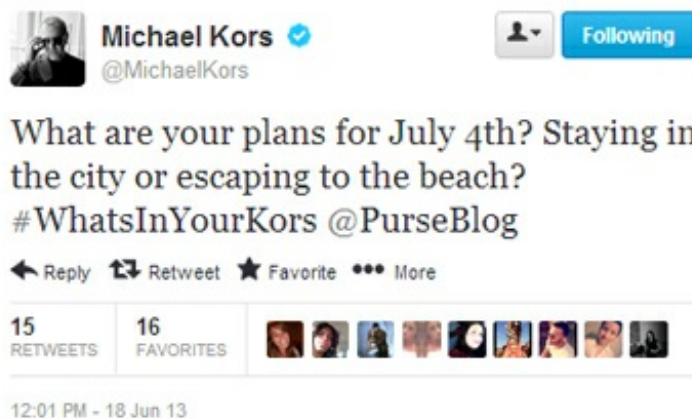 Michael Kors
@MichaelKors
Following
What are your plans for July 4th? Staying in
the city or escaping to the beach?
#WhatsInYourKors @PurseBlog
Reply Retweet Favorite More
15 16
RETWEETS FAVORITES
12:01 PM - 18 Jun 13